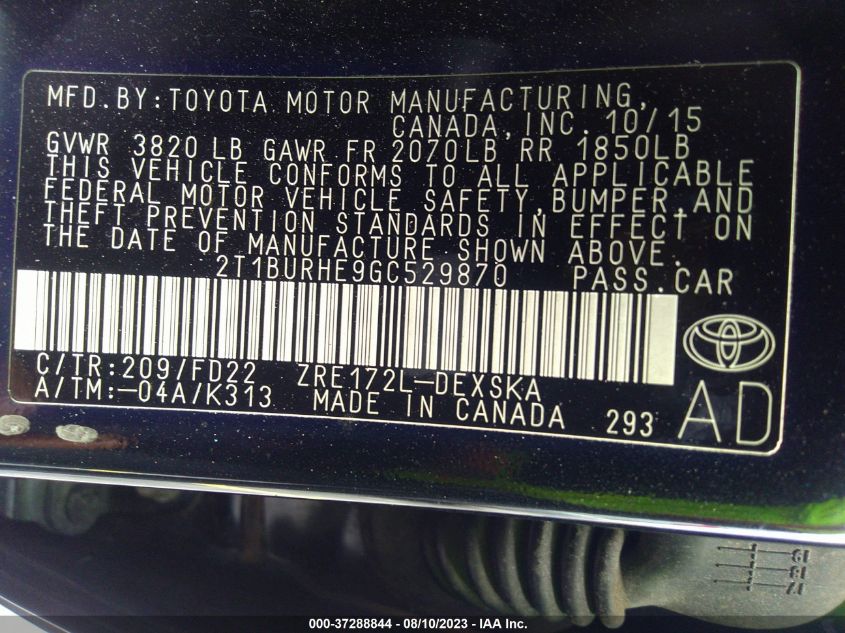 MFD.BY:TOYOTA MOTOR MANUFACTURING,
CANADA,INC. 10/15
GVWR 3820 LB GAWR FR 2070LB RR 1850LB
THIS VEHICLE CONFORMS TO ALL APPLICABLE
FEDERAL MOTOR VEHICLE SAFETY,BUMPER,AND
THEFT PREVENTION STANDARDS IN EFFECT ON
THE DATE OF MANUFACTURE SHOWN ABOVE.
2T1BURHE9GC529870 PASS.CAR
C/TR:209/FD22 ZRE172L-DEXSKA
A/TM:-04A/K313 MADE IN CANADA 293 AD
19
18
17
000-37288844 — 08/10/2023 — IAA Inc.